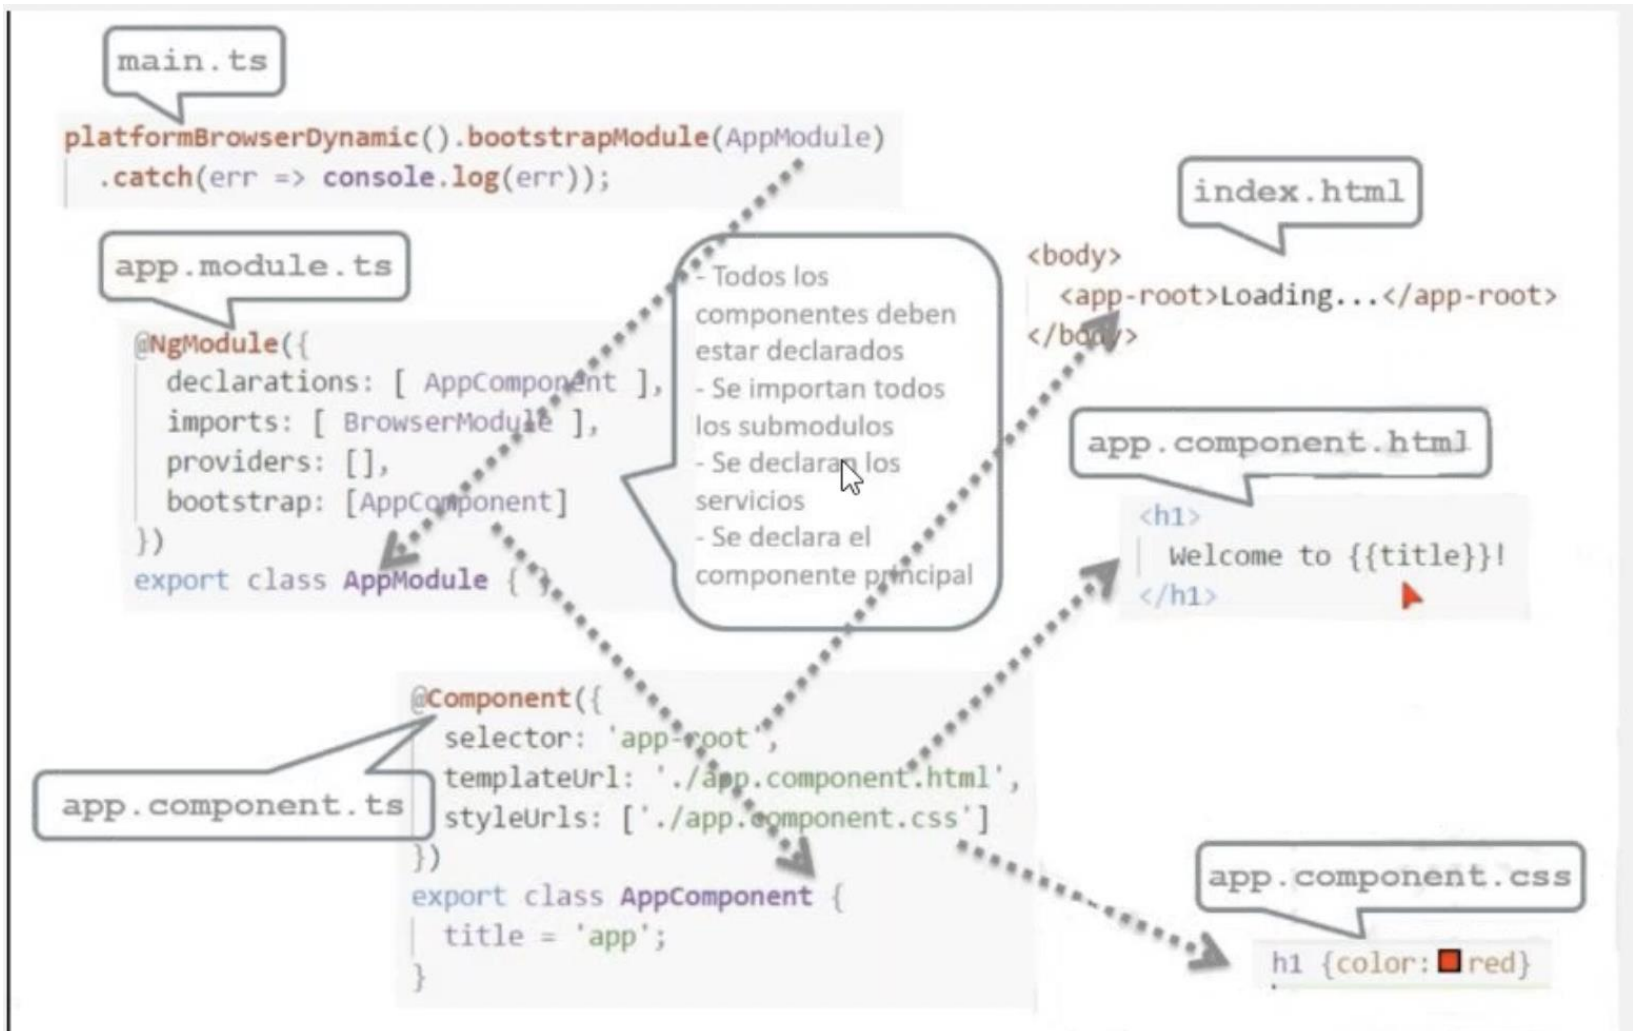 main.ts
platformBrowserDynamic().bootstrapModule(AppModule)
.catch(err => console.log(err));
app.module.ts
@NgModule({
declarations: [ AppComponent ],
imports: [ BrowserModule ],
providers: [],
bootstrap: [AppComponent]
})
export class AppModule { }
- Todos los
componentes deben
estar declarados
- Se importan todos
los submodulos
- Se declaran los
servicios
- Se declara el
componente principal
index.html
<body>
<app-root>Loading...</app-root>
</body>
app.component.html
<h1>
Welcome to {{title}}!
</h1>
app.component.ts
@Component({
selector: 'app-root',
templateUrl: './app.component.html',
styleUrls: ['./app.component.css']
})
export class AppComponent {
title = 'app';
}
app.component.css
h1 {color: red}